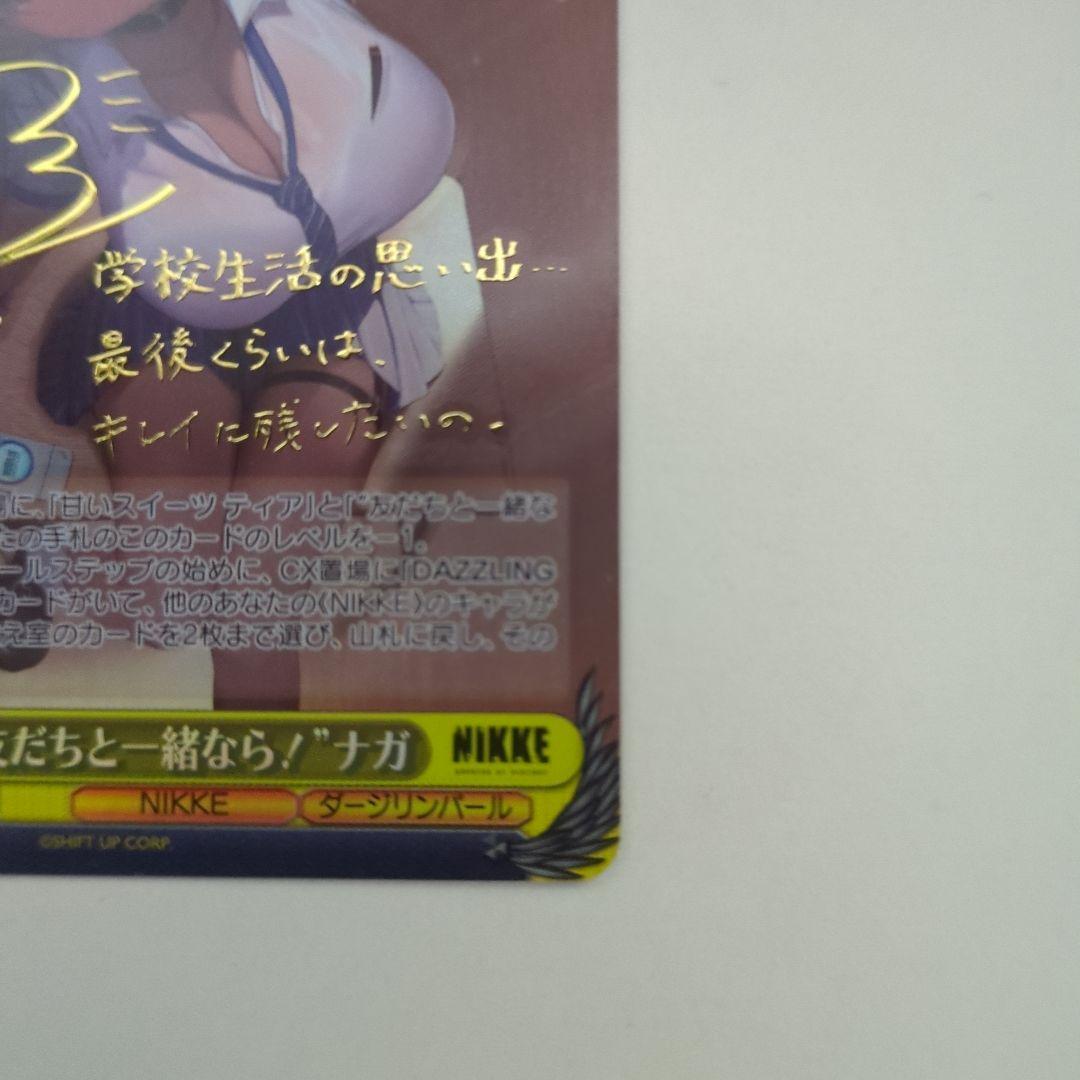 学校生活の思い出…
最後くらいは、
キレイに残したいの。
に、「甘いスイーツ ティア」と「“友だちと一緒な
たの手札のこのカードのレベルを－1。
ールステップの始めに、CX置場に「DAZZLING
カードがいて、他のあなたの《NIKKE》のキャラが
え室のカードを2枚まで選び、山札に戻し、その
友だちと一緒なら！”ナガ
NIKKE
NIKKE
ダージリンパール
©SHIFT UP CORP.